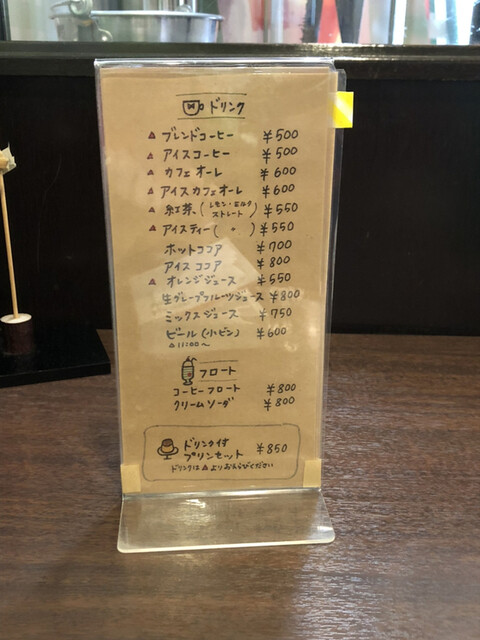 ドリンク
▲ ブレンドコーヒー ¥500
▲ アイスコーヒー ¥500
▲ カフェオーレ ¥600
▲ アイスカフェオーレ ¥600
▲ 紅茶 (レモン・ミルク ストレート) ¥550
▲ アイスティー ( 〃 ) ¥550
ホットココア ¥700
アイスココア ¥800
▲ オレンジジュース ¥550
生グレープフルーツジュース ¥800
ミックスジュース ¥750
ビール (小ビン) ¥600
△11:00〜
フロート
コーヒーフロート ¥800
クリームソーダ ¥800
ドリンク付
プリンセット ¥850
ドリンクは▲よりおえらびください